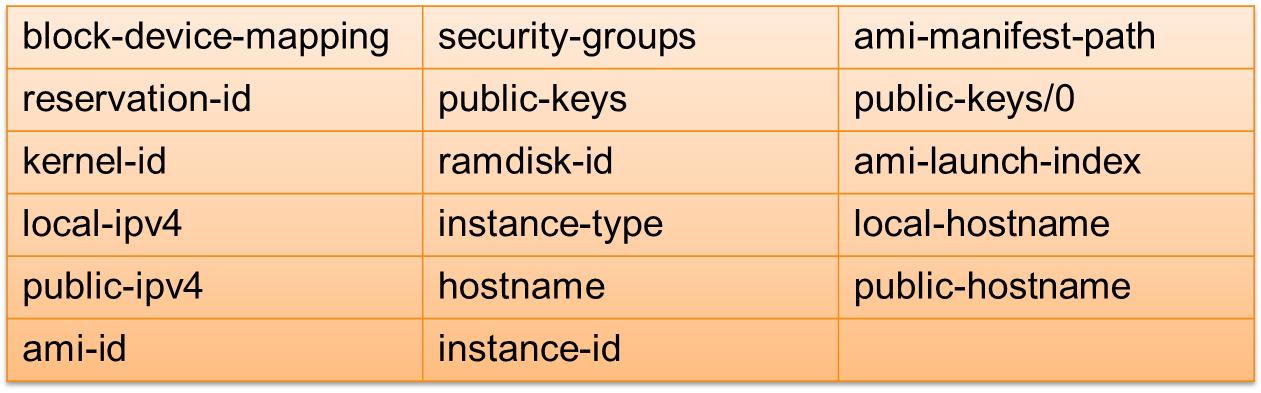 block-device-mapping security-groups ami-manifest-path
reservation-id public-keys public-keys/0
kernel-id ramdisk-id ami-launch-index
local-ipv4 instance-type local-hostname
public-ipv4 hostname public-hostname
ami-id instance-id